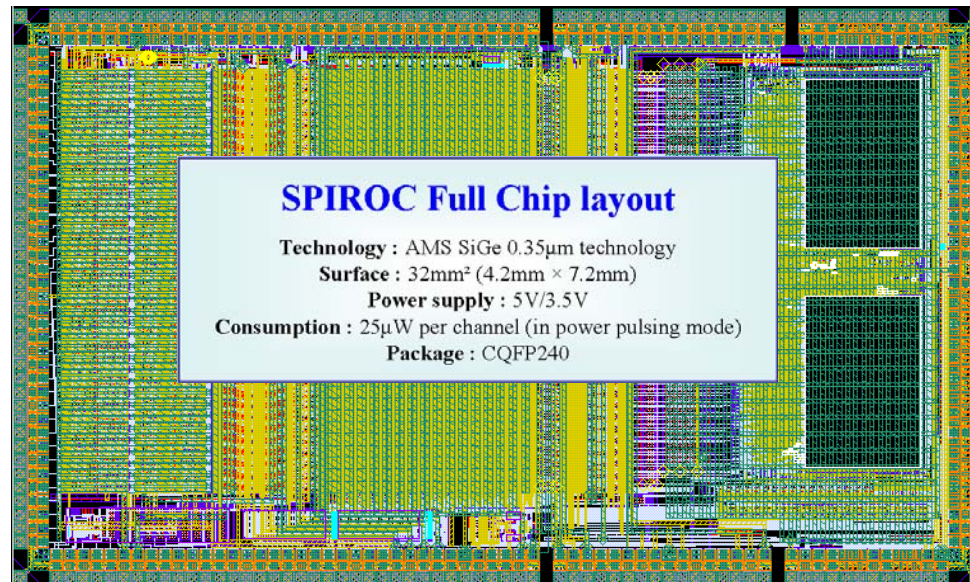 SPIROC Full Chip layout
Technology : AMS SiGe 0.35µm technology
Surface : 32mm² (4.2mm × 7.2mm)
Power supply : 5V/3.5V
Consumption : 25µW per channel (in power pulsing mode)
Package : CQFP240